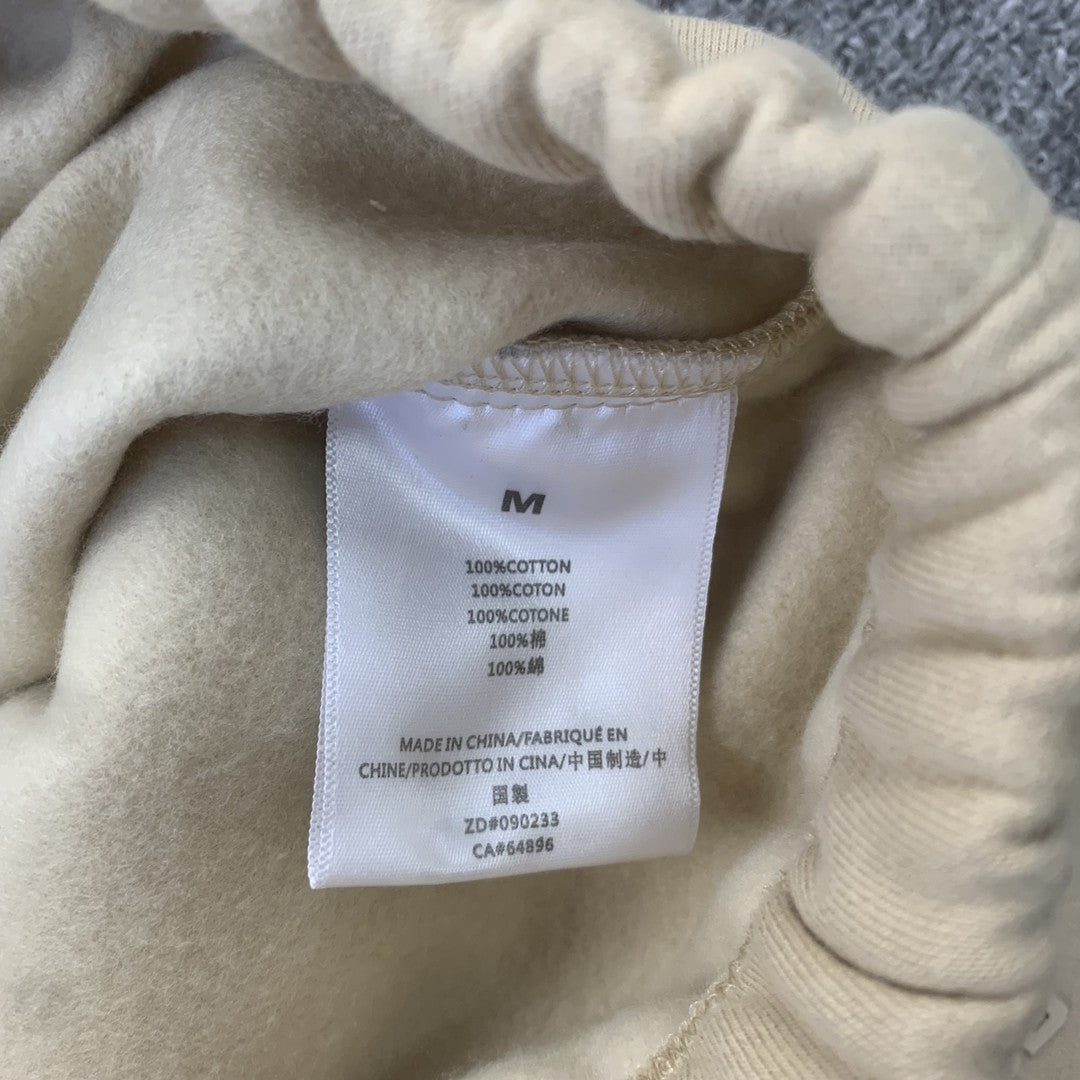 M
100%COTTON
100%COTON
100%COTONE
100%棉
100%綿
MADE IN CHINA/FABRIQUÉ EN
CHINE/PRODOTTO IN CINA/中国制造/中
国製
ZD#090233
CA#64896